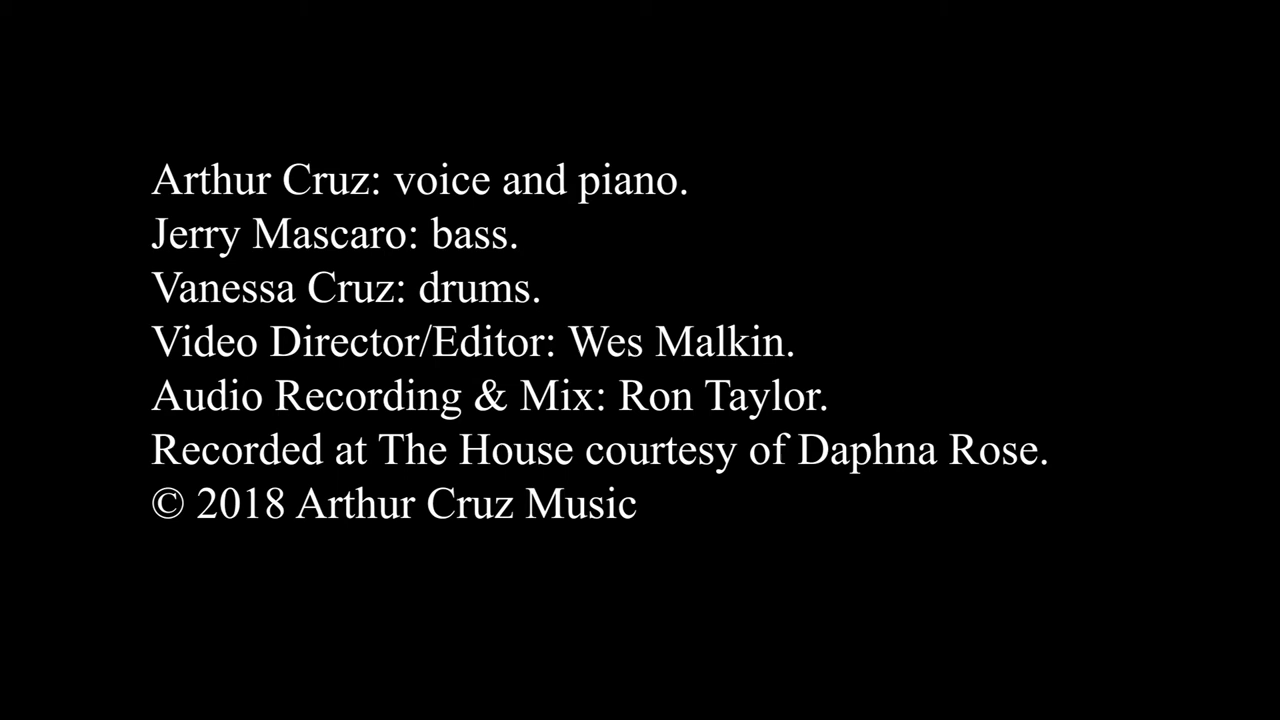 Arthur Cruz: voice and piano.
Jerry Mascaro: bass.
Vanessa Cruz: drums.
Video Director/Editor: Wes Malkin.
Audio Recording & Mix: Ron Taylor.
Recorded at The House courtesy of Daphna Rose.
© 2018 Arthur Cruz Music